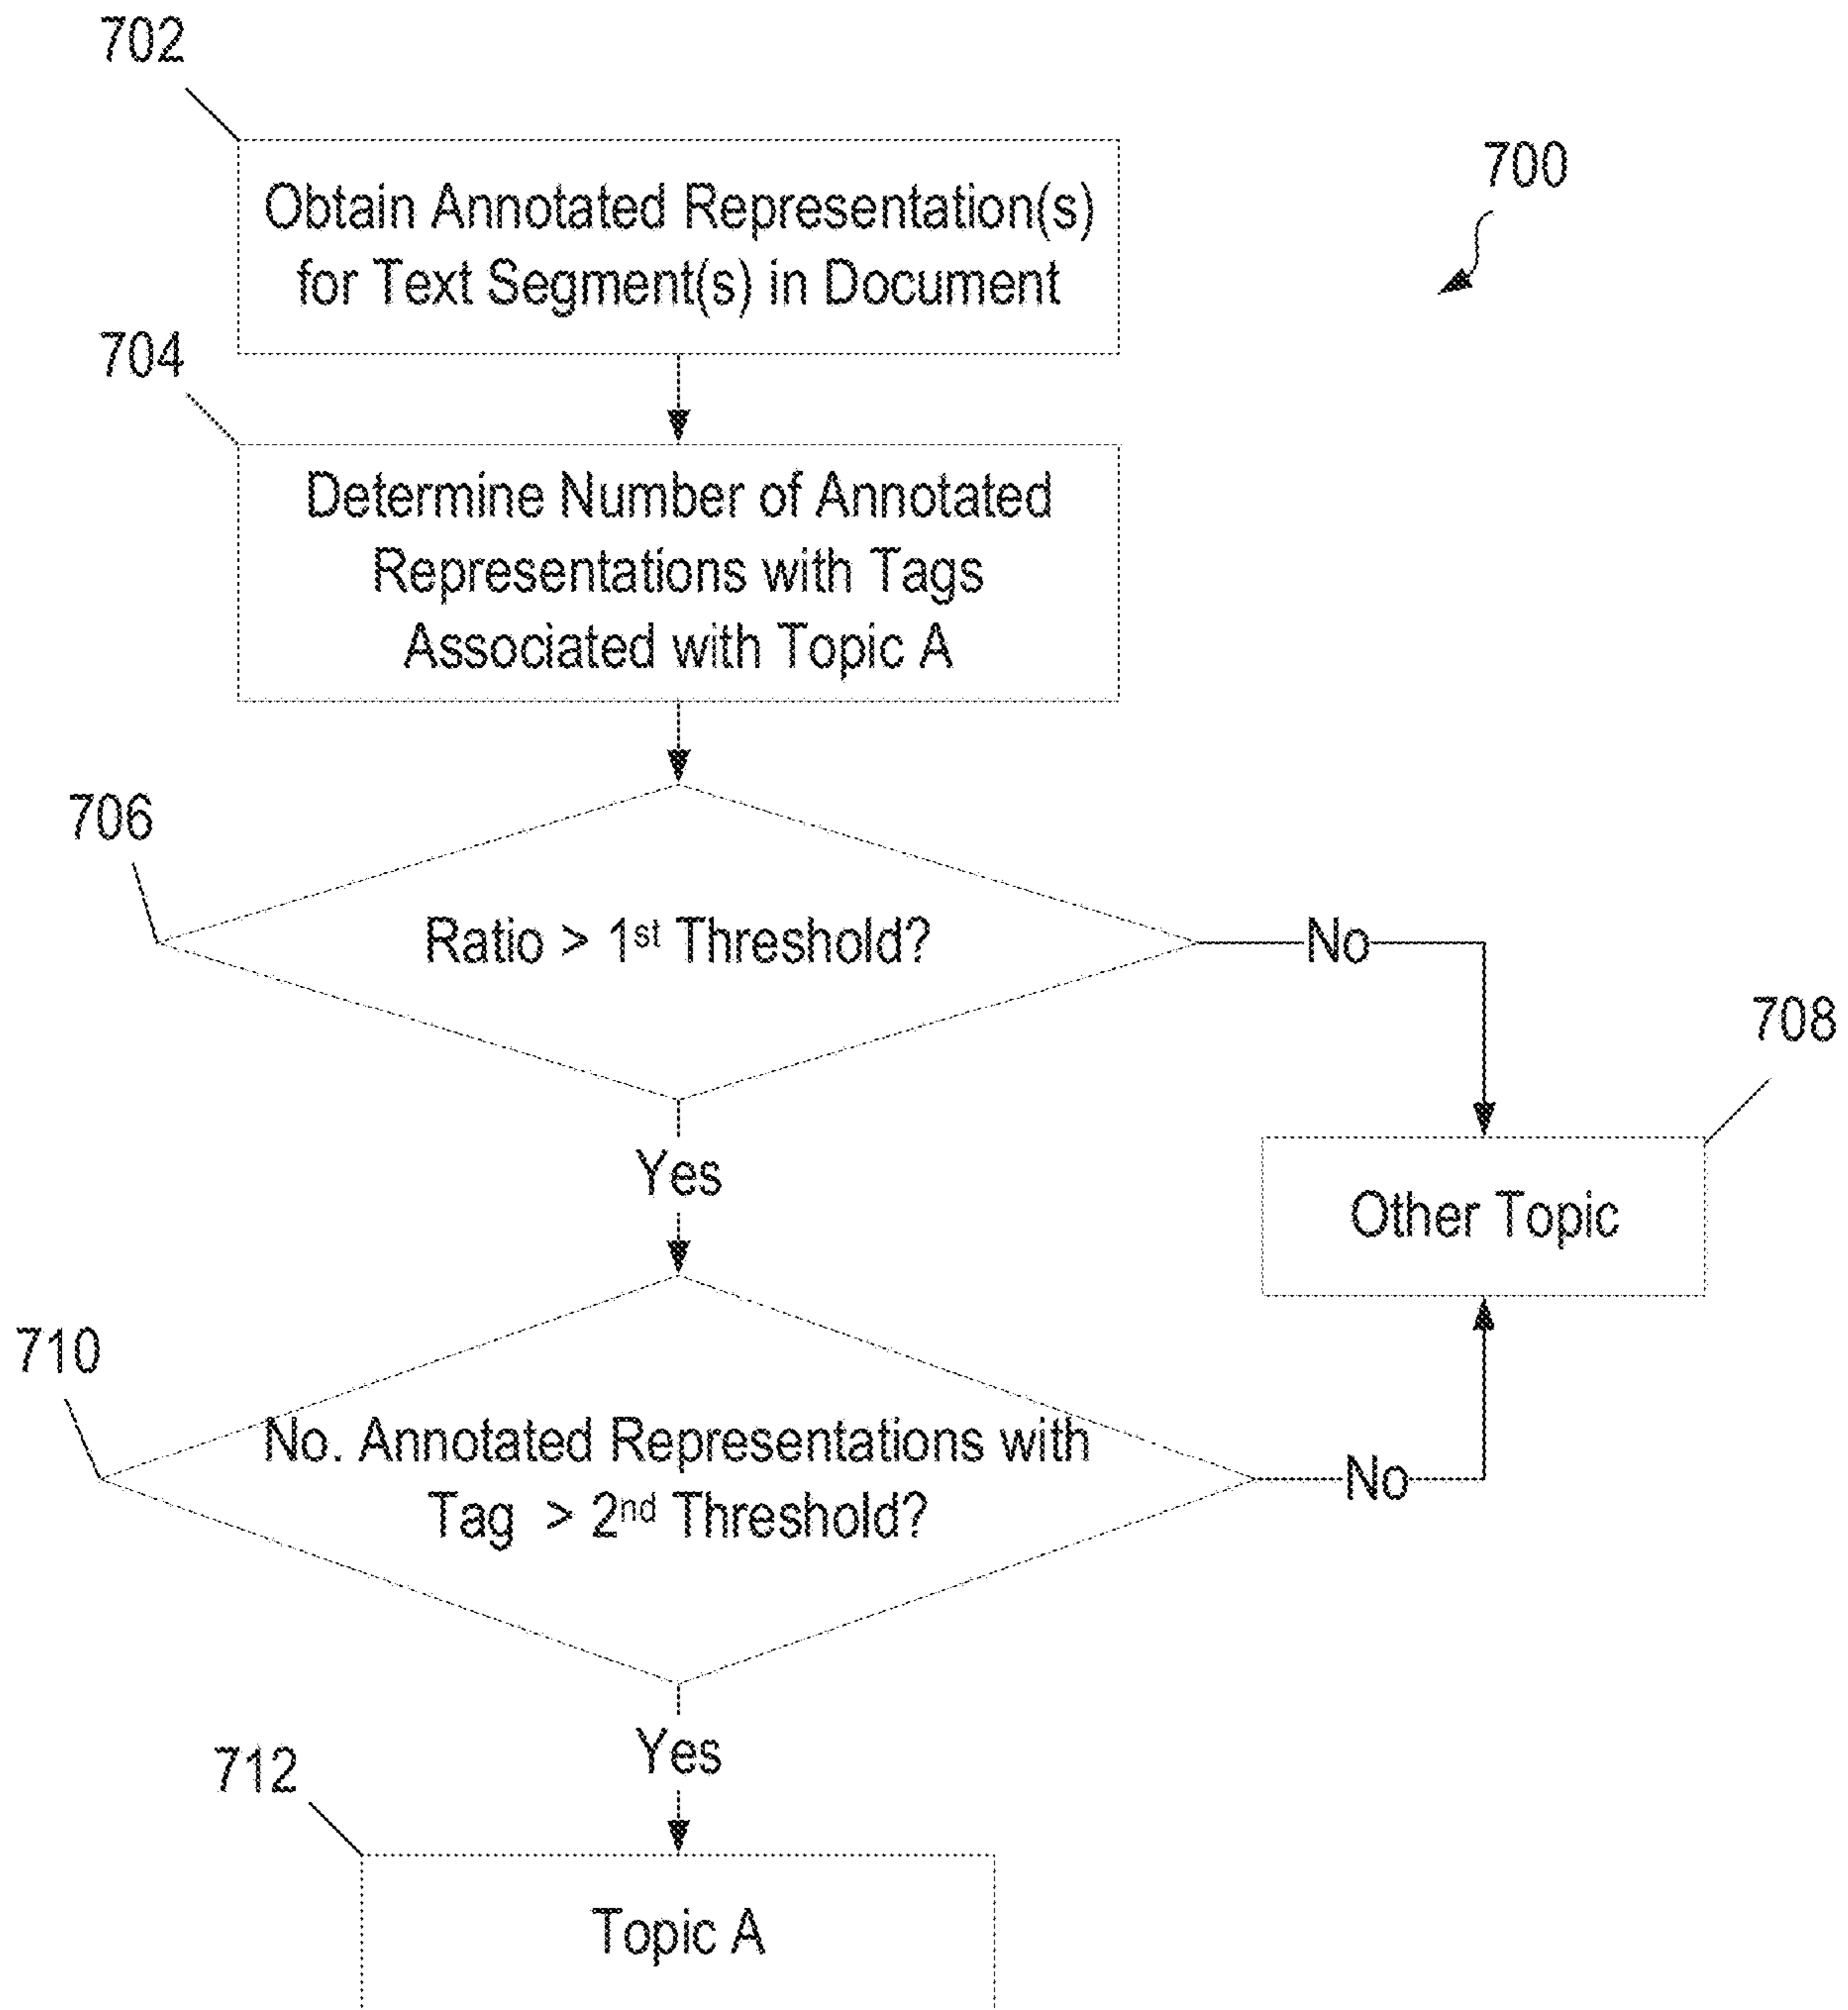 702
700
Obtain Annotated Representation(s)
for Text Segment(s) in Document
704
Determine Number of Annotated
Representations with Tags
Associated with Topic A
706
Ratio > 1st Threshold?
No
708
Yes
Other Topic
710
No. Annotated Representations with
Tag > 2nd Threshold?
No
Yes
712
Topic A